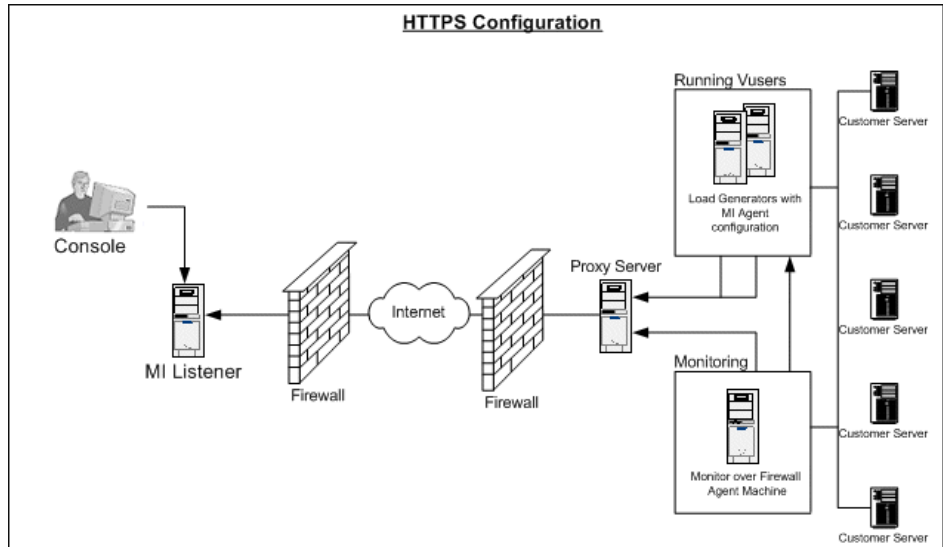 HTTPS Configuration
Running Vusers
Load Generators with
MI Agent
configuration
Customer Server
Customer Server
Customer Server
Customer Server
Customer Server
Console
MI Listener
Firewall
Internet
Firewall
Proxy Server
Monitoring
Monitor over Firewall
Agent Machine